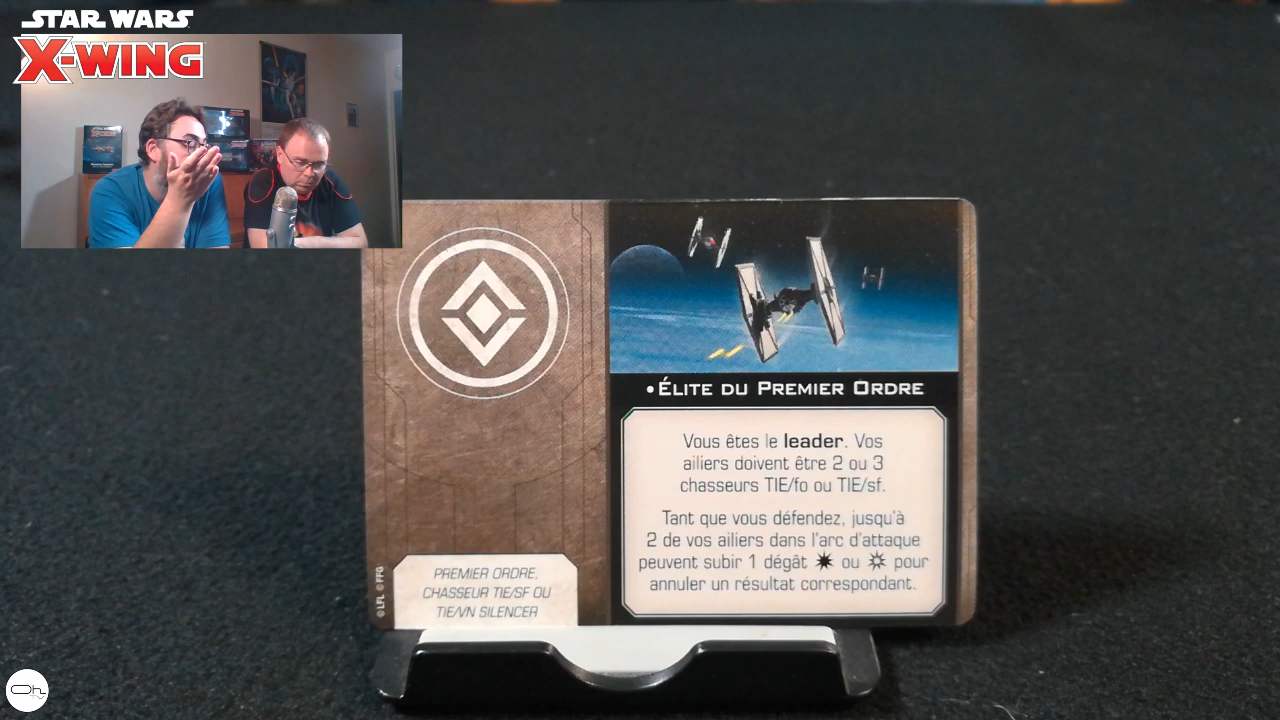 STAR WARS
X-WING
• ÉLITE DU PREMIER ORDRE
Vous êtes le leader. Vos
ailiers doivent être 2 ou 3
chasseurs TIE/fo ou TIE/sf.
Tant que vous défendez, jusqu'à
2 de vos ailiers dans l'arc d'attaque
peuvent subir 1 dégât ou pour
annuler un résultat correspondant.
©LFL ©FFG
PREMIER ORDRE,
CHASSEUR TIE/SF OU
TIE/VN SILENCER